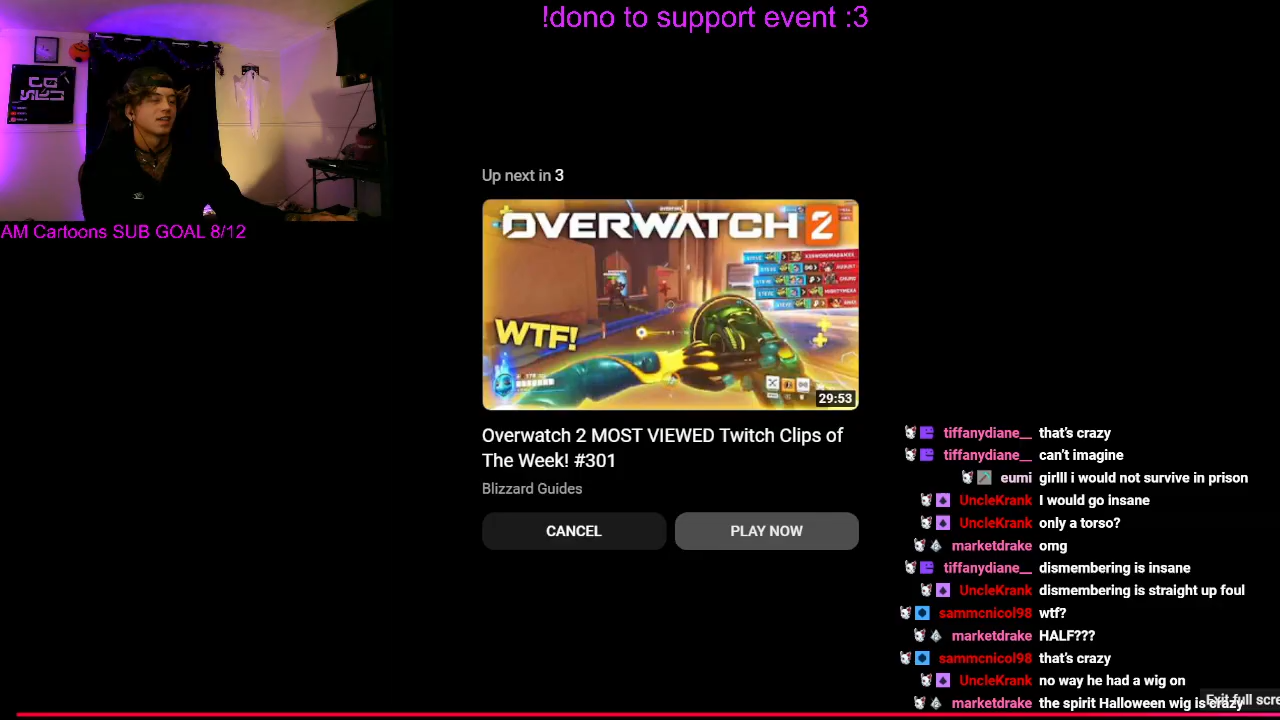 !dono to support event :3
AM Cartoons SUB GOAL 8/12
Up next in 3
OVERWATCH 2
WTF!
29:53
Overwatch 2 MOST VIEWED Twitch Clips of
The Week! #301
Blizzard Guides
CANCEL
PLAY NOW
tiffanydiane__ that's crazy
tiffanydiane__ can't imagine
eumi girlll i would not survive in prison
UncleKrank I would go insane
UncleKrank only a torso?
marketdrake omg
tiffanydiane__ dismembering is insane
UncleKrank dismembering is straight up foul
sammcnicol98 wtf?
marketdrake HALF???
sammcnicol98 that's crazy
UncleKrank no way he had a wig on
marketdrake the spirit Halloween wig is crazy
Exit full scre